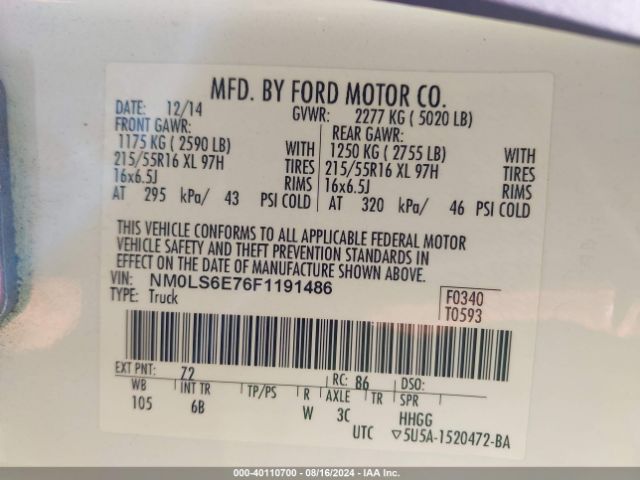 MFD. BY FORD MOTOR CO.
DATE: 12/14 GVWR: 2277 KG ( 5020 LB)
FRONT GAWR: REAR GAWR:
1175 KG ( 2590 LB) WITH 1250 KG ( 2755 LB) WITH
215/55R16 XL 97H TIRES 215/55R16 XL 97H TIRES
16x6.5J RIMS 16x6.5J RIMS
AT 295 kPa/ 43 PSI COLD AT 320 kPa/ 46 PSI COLD
THIS VEHICLE CONFORMS TO ALL APPLICABLE FEDERAL MOTOR
VEHICLE SAFETY AND THEFT PREVENTION STANDARDS IN
EFFECT ON THE DATE OF MANUFACTURE SHOWN ABOVE.
VIN: NM0LS6E76F1191486 F0340
TYPE: Truck T0593
EXT PNT: Z2 RC: 86 DSO:
WB INT TR TP/PS R AXLE TR SPR
105 6B W 3C HHGG
UTC ▽5U5A-1520472-BA
000-40110700 - 08/16/2024 - IAA Inc.